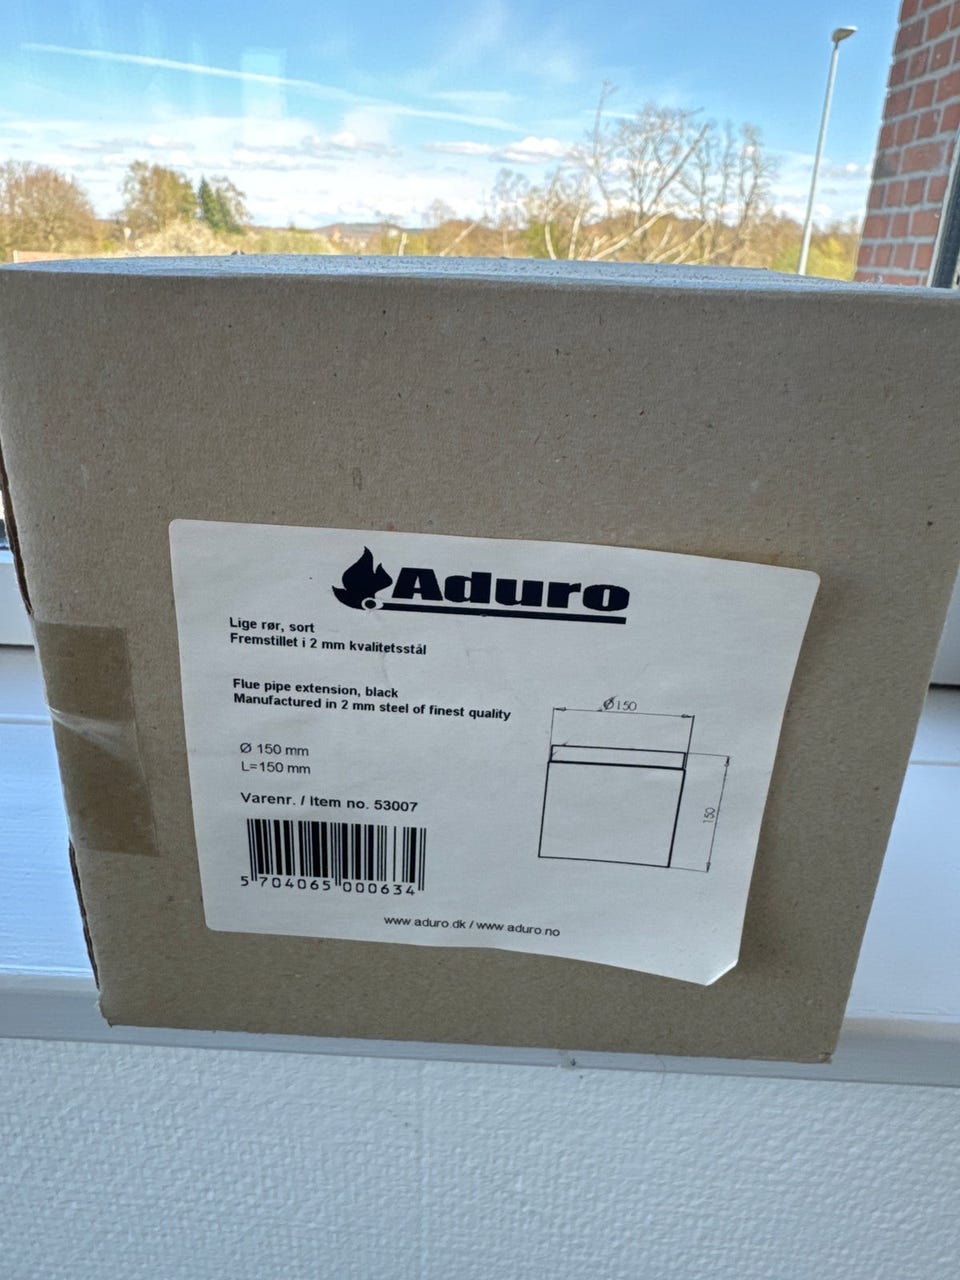 Aduro
Lige rør, sort
Fremstillet i 2 mm kvalitetsstål
Flue pipe extension, black
Manufactured in 2 mm steel of finest quality
Ø 150 mm
L=150 mm
Ø150
150
Varenr. / Item no. 53007
5 704065 000634
www.aduro.dk / www.aduro.no